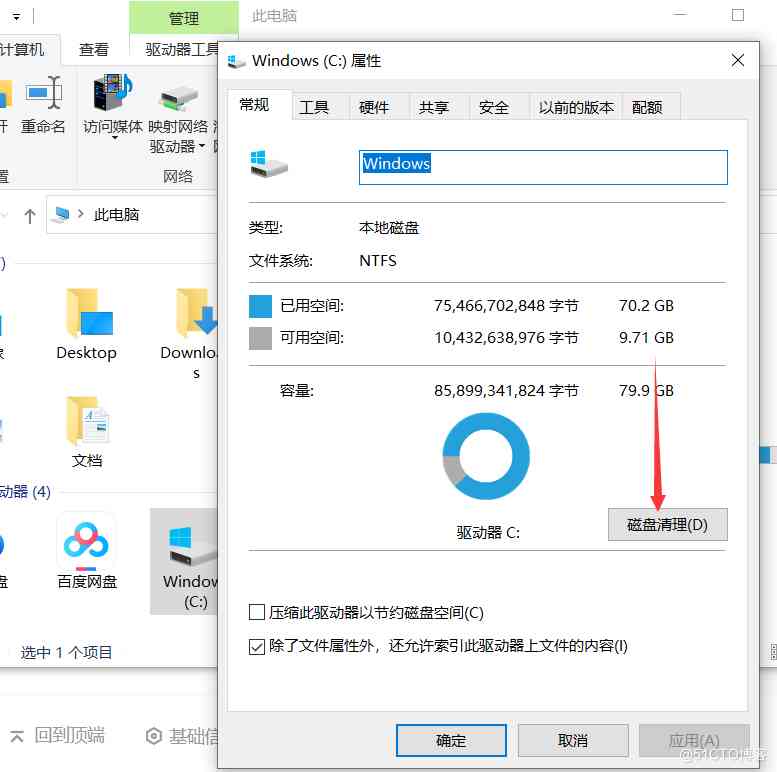 管理
此电脑
计算机
查看
驱动器工具
重命名
访问媒体
映射网络
驱动器
网络
此电脑
Desktop
Downlo
s
文档
动器 (4)
百度网盘
Window
(C:)
选中 1 个项目
回到顶端
基础信
Windows (C:) 属性
常规
工具
硬件
共享
安全
以前的版本
配额
Windows
类型:
本地磁盘
文件系统:
NTFS
已用空间:
75,466,702,848 字节
70.2 GB
可用空间:
10,432,638,976 字节
9.71 GB
容量:
85,899,341,824 字节
79.9 GB
驱动器 C:
磁盘清理(D)
压缩此驱动器以节约磁盘空间(C)
除了文件属性外，还允许索引此驱动器上文件的内容(I)
确定
取消
应用(A)
@51CTO博客